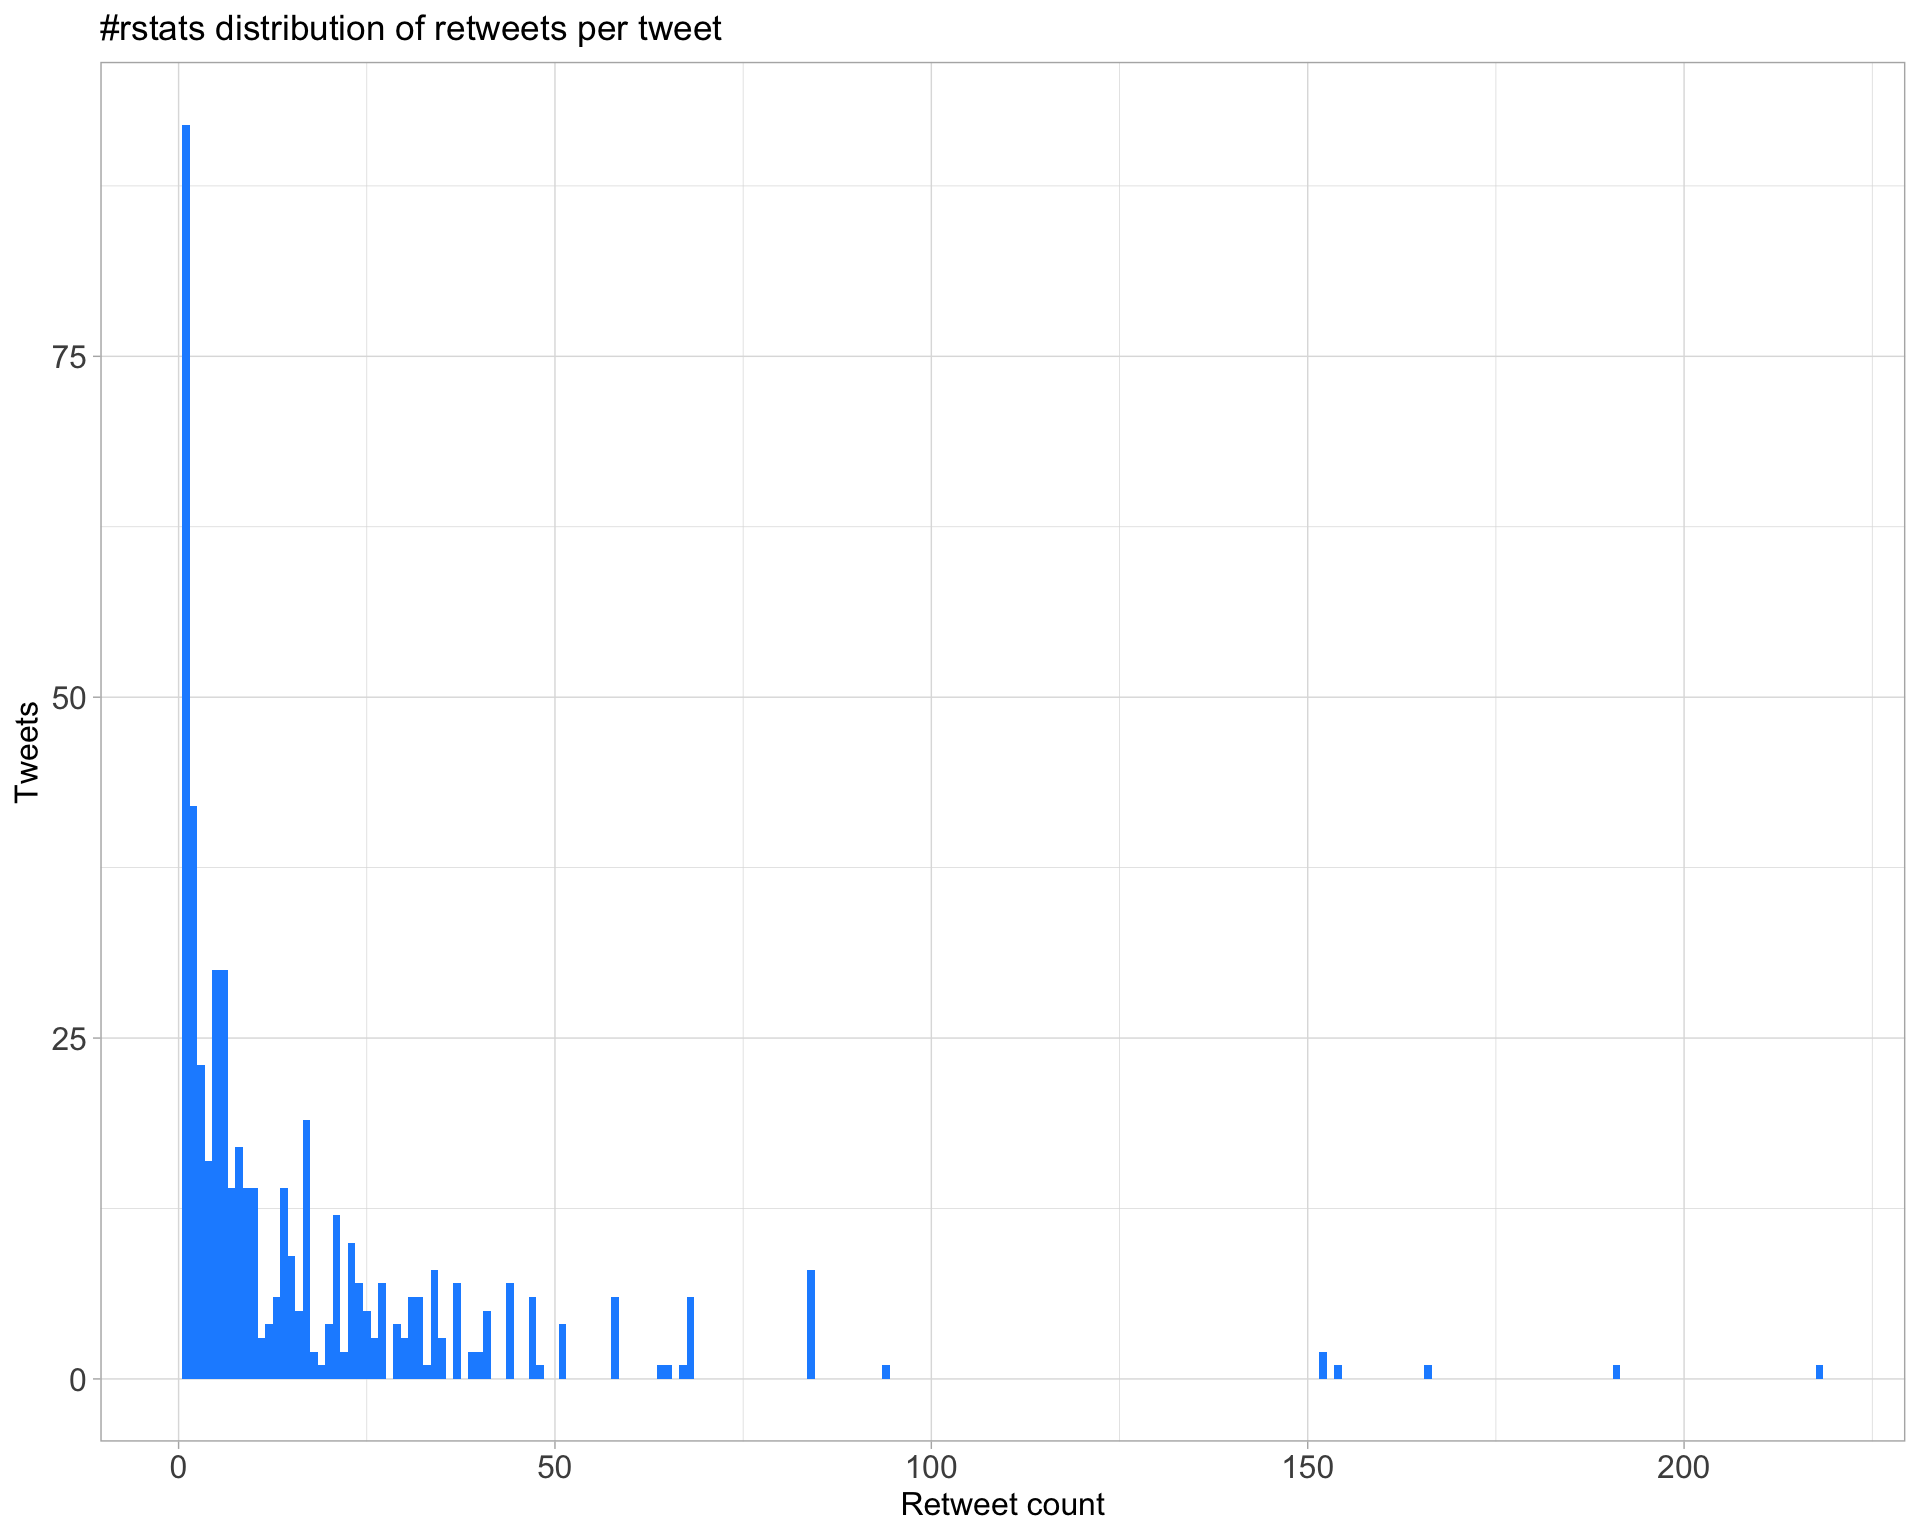 #rstats distribution of retweets per tweet
75
50
25
0
Tweets
0 50 100 150 200
Retweet count